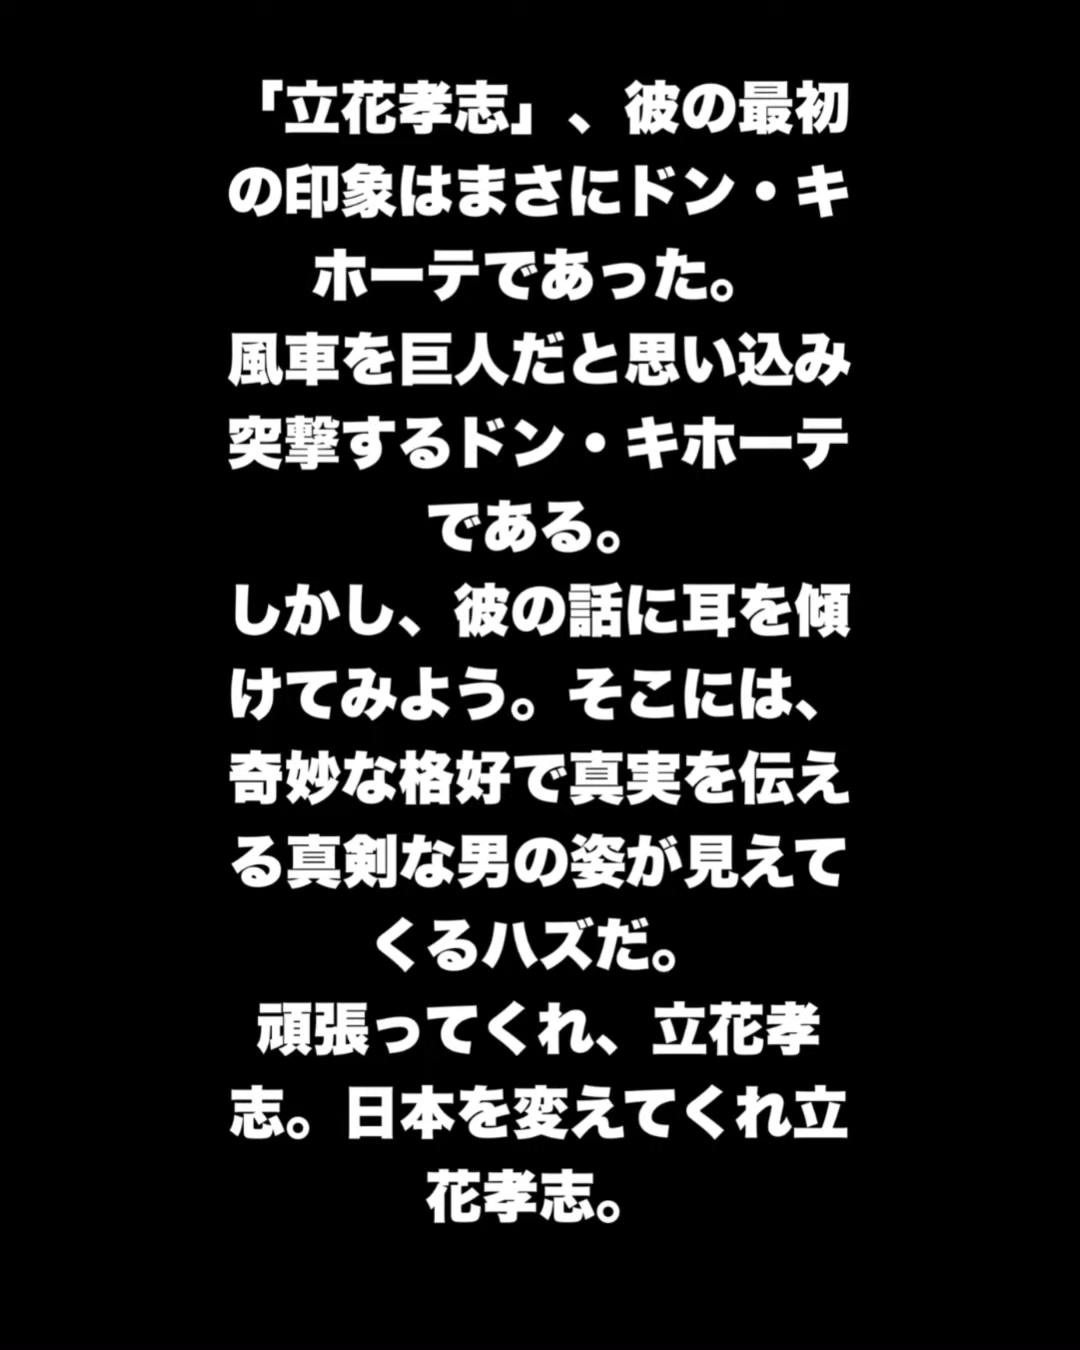 「立花孝志」、彼の最初
の印象はまさにドン・キ
ホーテであった。
風車を巨人だと思い込み
突撃するドン・キホーテ
である。
しかし、彼の話に耳を傾
けてみよう。そこには、
奇妙な格好で真実を伝え
る真剣な男の姿が見えて
くるハズだ。
頑張ってくれ、立花孝
志。日本を変えてくれ立
花孝志。